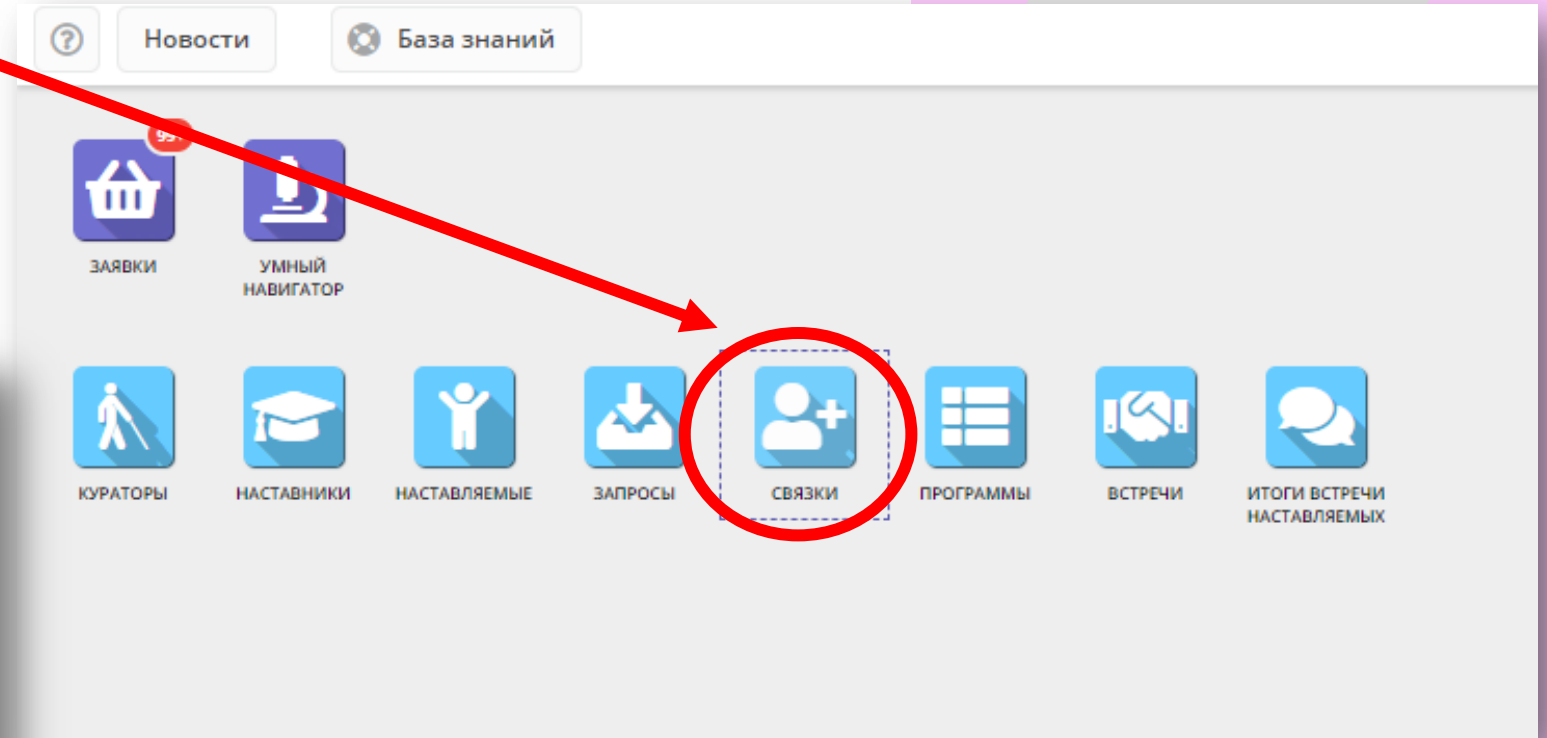 Новости
База знаний
ЗАЯВКИ
УМНЫЙ
НАВИГАТОР
КУРАТОРЫ
НАСТАВНИКИ
НАСТАВЛЯЕМЫЕ
ЗАПРОСЫ
СВЯЗКИ
ПРОГРАММЫ
ВСТРЕЧИ
ИТОГИ ВСТРЕЧИ
НАСТАВЛЯЕМЫХ